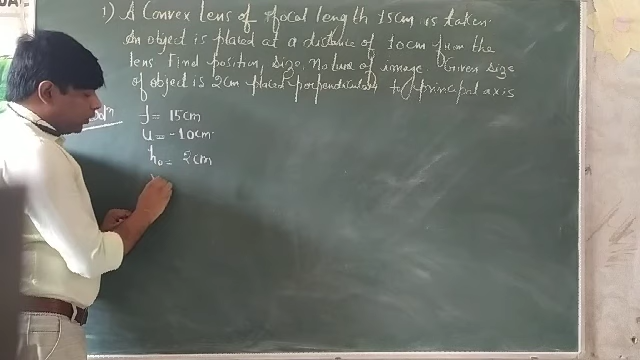 1) A Convex Lens of focal length 15cm is taken.
An object is placed at a distance of 10cm from the
lens Find position, size, Nature of image. Given size
of object is 2cm placed perpendicular to principal axis
f = 15cm
u = -10cm.
ho = 2cm